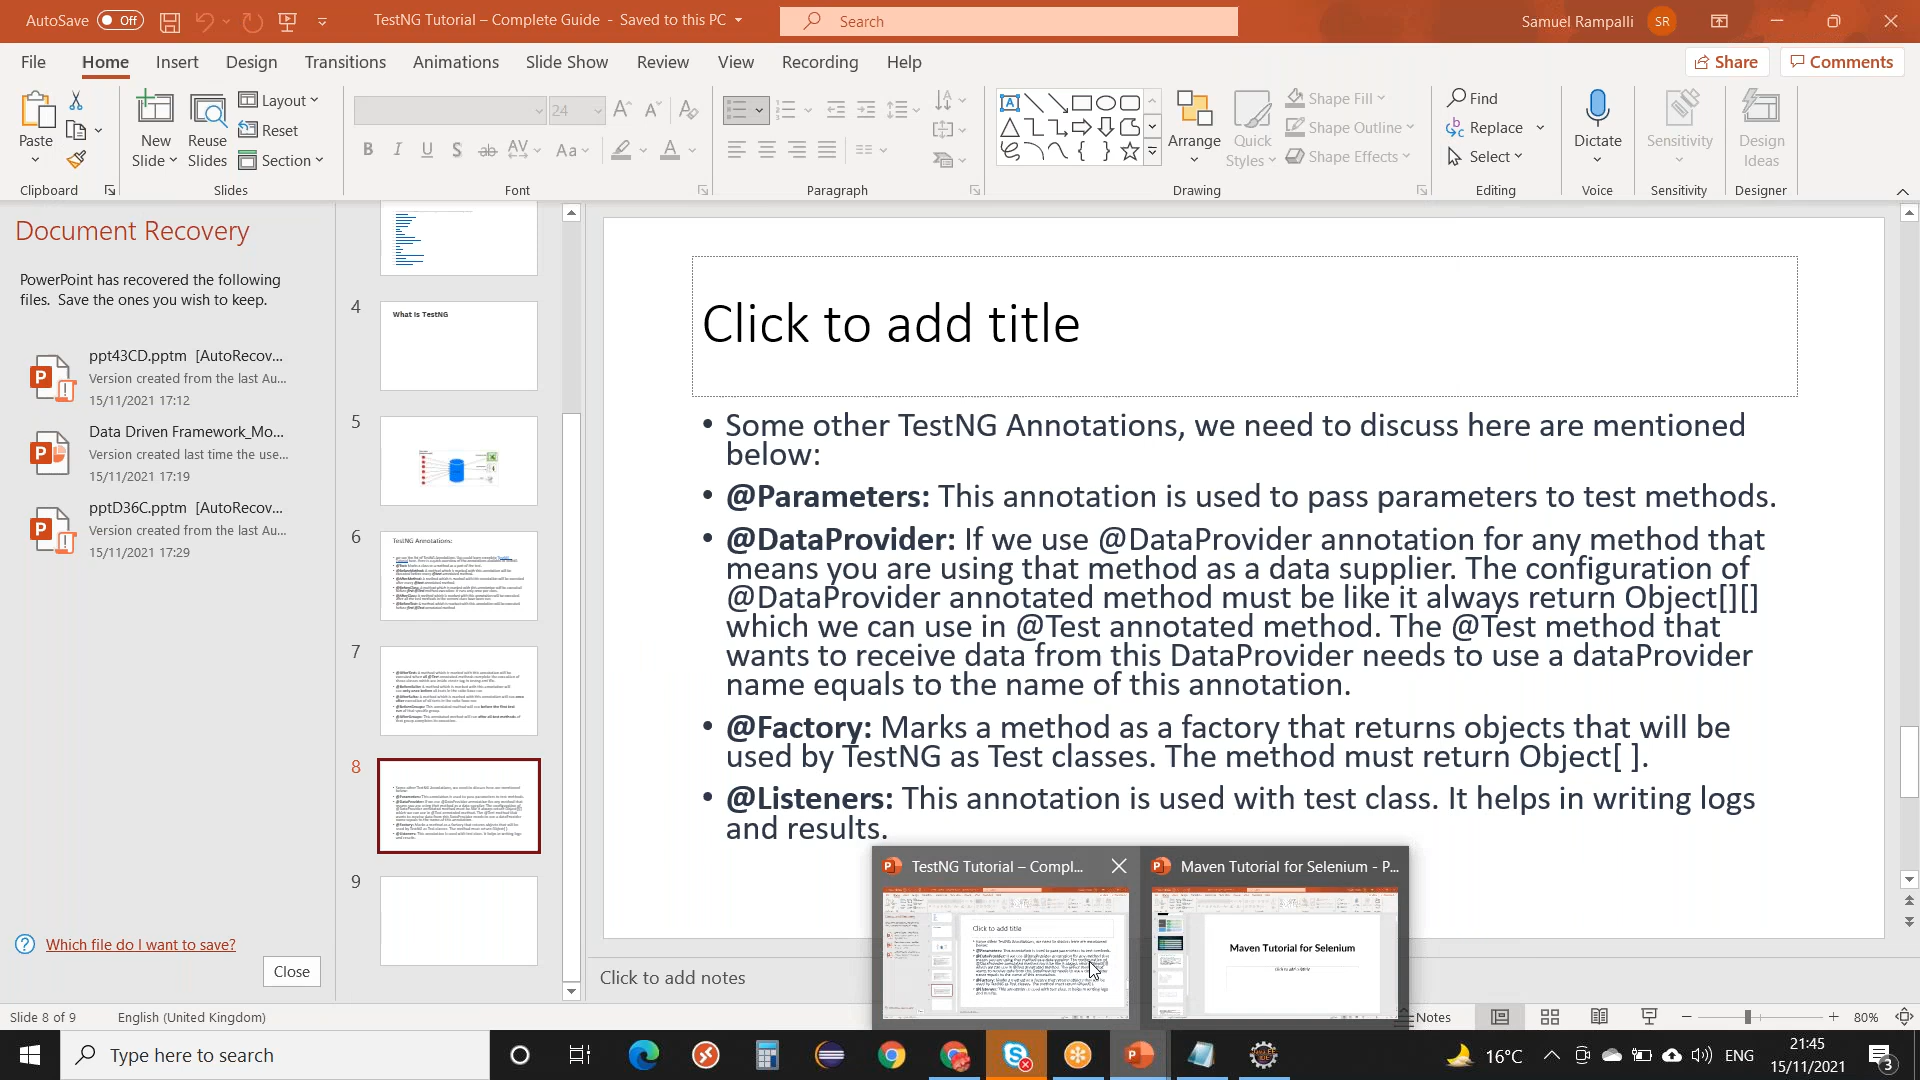 AutoSave Off
TestNG Tutorial – Complete Guide - Saved to this PC
Search
Samuel Rampalli SR
File Home Insert Design Transitions Animations Slide Show Review View Recording Help
Share Comments
Paste
New Slide
Reuse Slides
Layout
Reset
Section
24
Shape Fill
Shape Outline
Shape Effects
Arrange
Quick Styles
Find
Replace
Select
Dictate
Sensitivity
Design Ideas
Clipboard Slides Font Paragraph Drawing Editing Voice Sensitivity Designer
Document Recovery
PowerPoint has recovered the following
files. Save the ones you wish to keep.
ppt43CD.pptm [AutoRecov...
Version created from the last Au...
15/11/2021 17:12
Data Driven Framework_Mo...
Version created last time the use...
15/11/2021 17:19
pptD36C.pptm [AutoRecov...
Version created from the last Au...
15/11/2021 17:29
Which file do I want to save?
Close
4
What is TestNG
5
6
TestNG Annotations:
7
8
9
Click to add title
• Some other TestNG Annotations, we need to discuss here are mentioned
below:
• @Parameters: This annotation is used to pass parameters to test methods.
• @DataProvider: If we use @DataProvider annotation for any method that
means you are using that method as a data supplier. The configuration of
@DataProvider annotated method must be like it always return Object[][]
which we can use in @Test annotated method. The @Test method that
wants to receive data from this DataProvider needs to use a dataProvider
name equals to the name of this annotation.
• @Factory: Marks a method as a factory that returns objects that will be
used by TestNG as Test classes. The method must return Object[ ].
• @Listeners: This annotation is used with test class. It helps in writing logs
and results.
TestNG Tutorial – Compl...
Maven Tutorial for Selenium - P...
Click to add title
Maven Tutorial for Selenium
Click to add notes
Slide 8 of 9 English (United Kingdom)
Notes
80%
Type here to search
16°C
ENG
21:45
15/11/2021
3